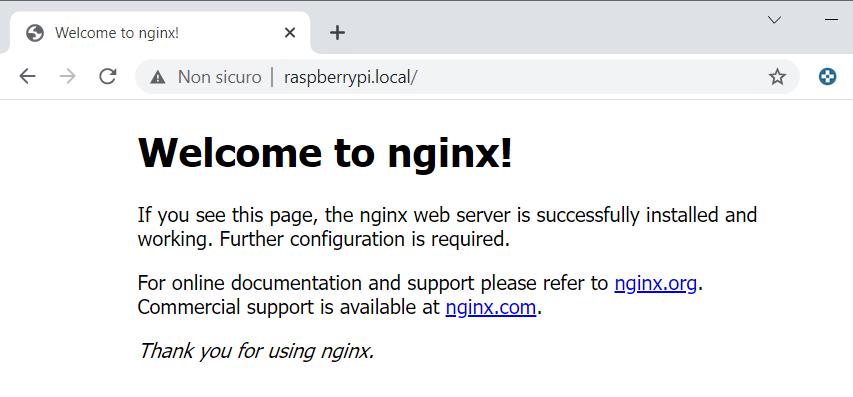 Welcome to nginx!
Non sicuro | raspberrypi.local/
Welcome to nginx!
If you see this page, the nginx web server is successfully installed and
working. Further configuration is required.
For online documentation and support please refer to nginx.org.
Commercial support is available at nginx.com.
Thank you for using nginx.